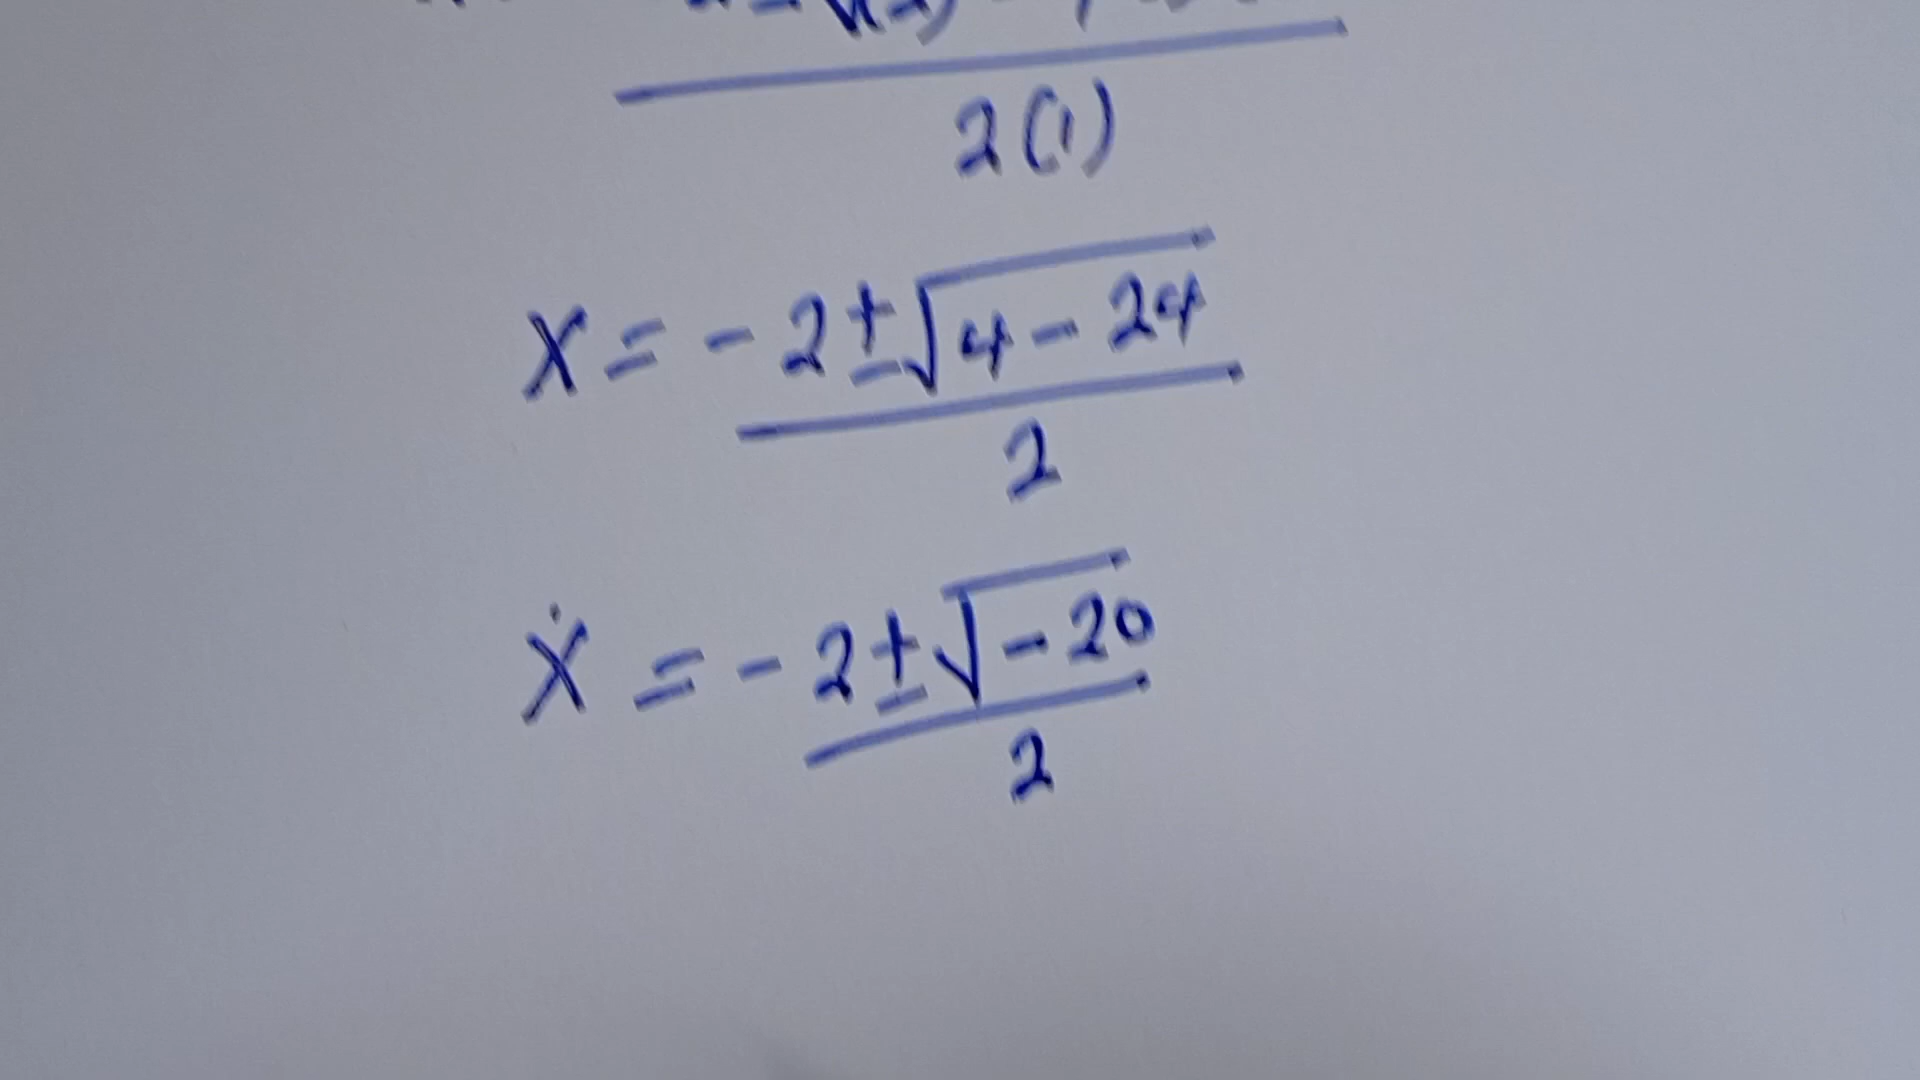 2(1)
X = -2±√4-24
2
X = -2±√-20
2